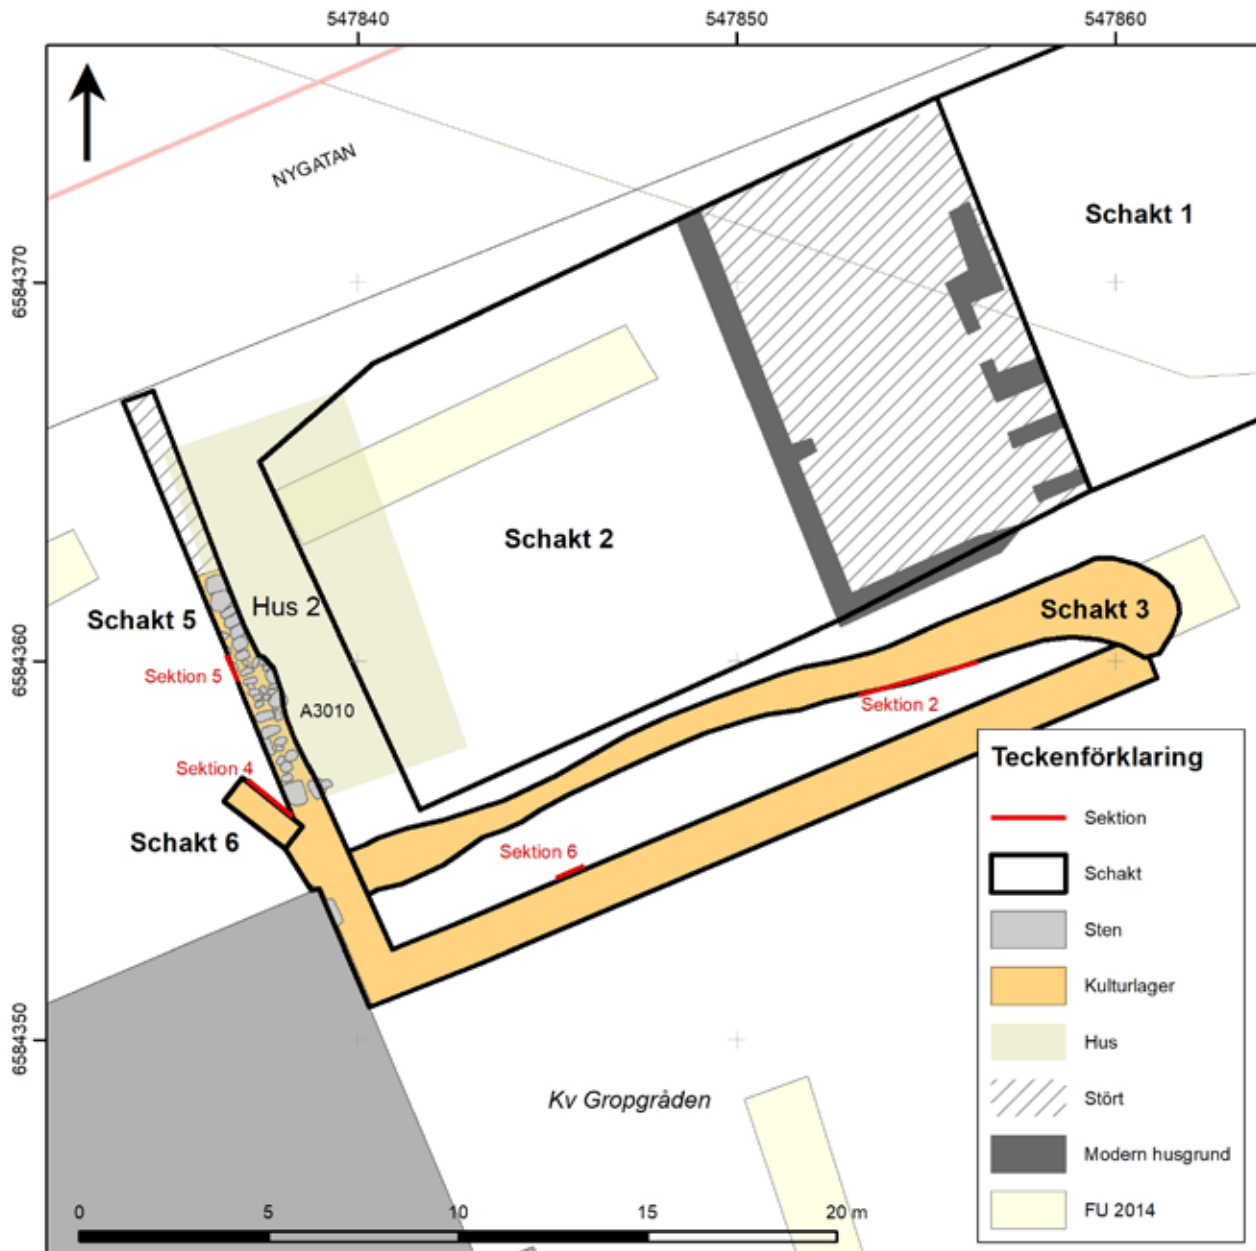 547840
547850
547860
NYGATAN
Schakt 1
6584370
Schakt 2
Hus 2
Schakt 5
Schakt 3
6584360
Sektion 5
Sektion 2
A3010
Sektion 4
Schakt 6
Sektion 6
6584350
Kv Gropgråden
Teckenförklaring
Sektion
Schakt
Sten
Kulturlager
Hus
Stört
Modern husgrund
FU 2014
0 5 10 15 20 m